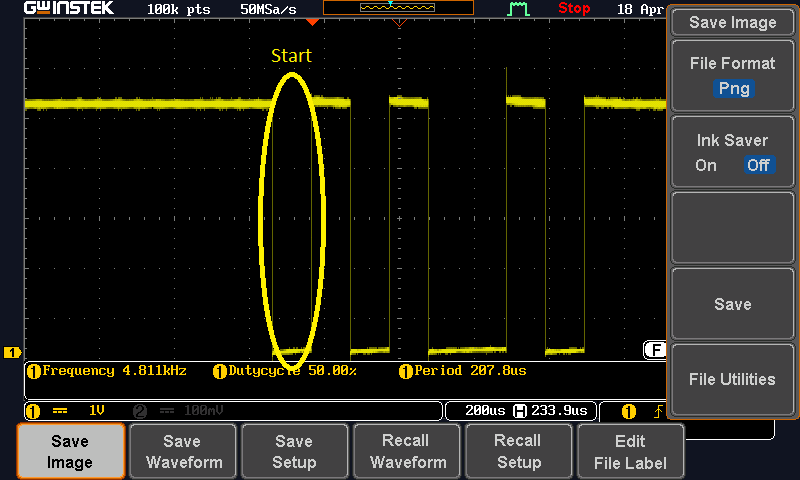 GWINSTEK 100k pts 50MSa/s Stop 18 Apr
Save Image
Start
File Format
Png
Ink Saver
On Off
1
F
Save
1 Frequency 4.811kHz 1 Dutycycle 50.00% 1 Period 207.8us
File Utilities
1 1V 2 100mV 200us H 233.9us 1
Save Image
Save Waveform
Save Setup
Recall Waveform
Recall Setup
Edit File Label